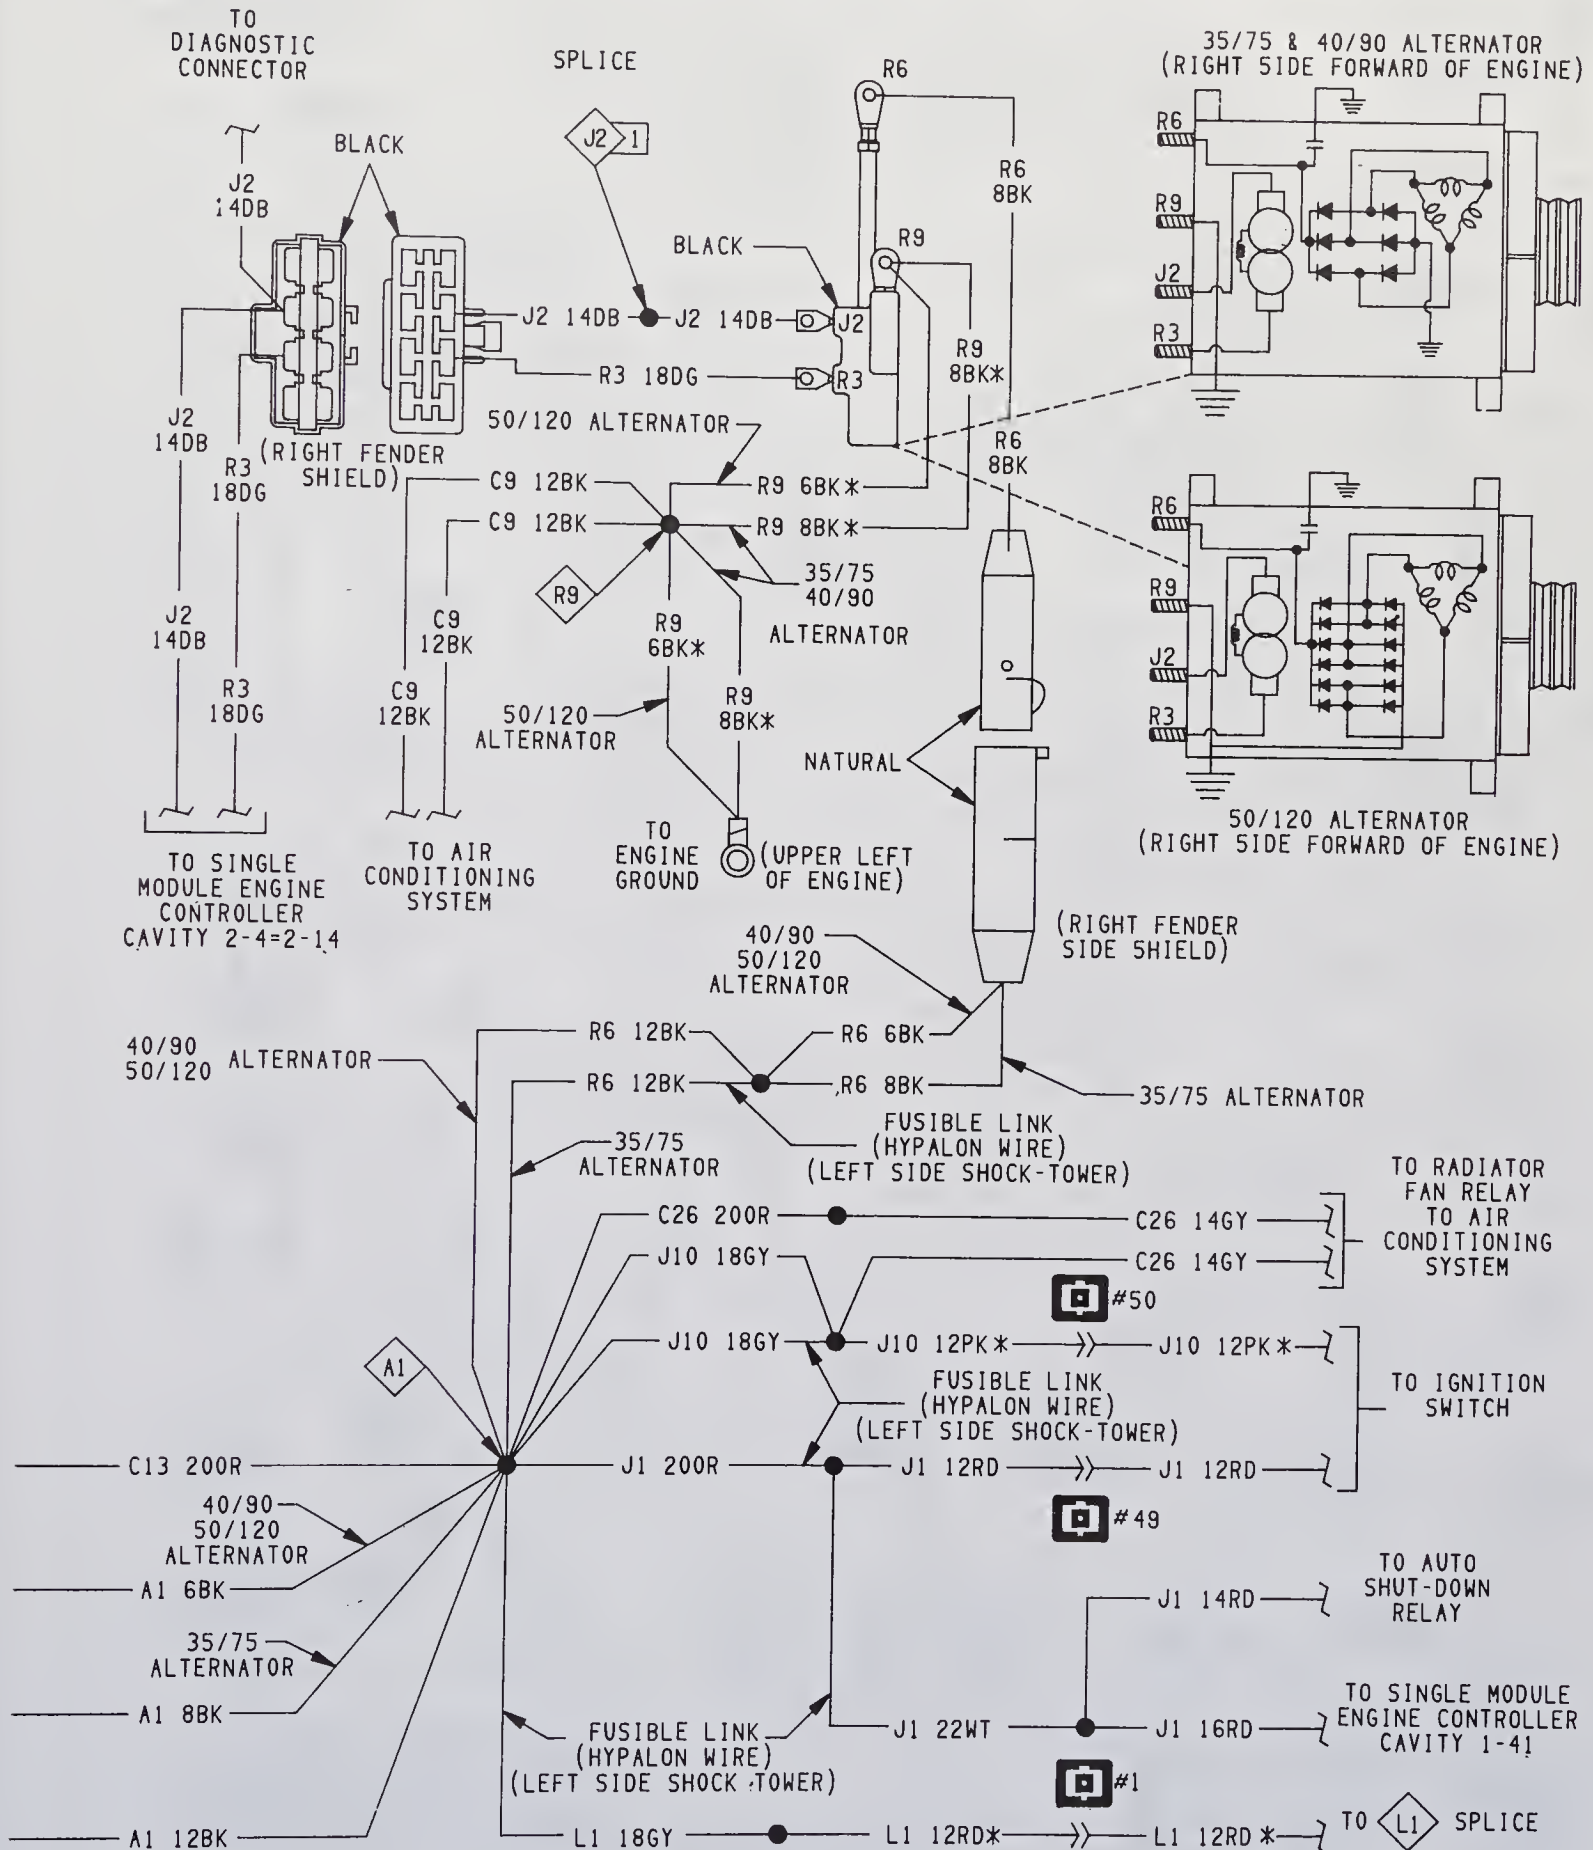 TO
DIAGNOSTIC
CONNECTOR
SPLICE
J2 1
BLACK
J2
14DB
R6
R6
8BK
BLACK
R9
J2 14DB
J2 14DB
J2
R3 18DG
R3
R9
8BK*
35/75 & 40/90 ALTERNATOR
(RIGHT SIDE FORWARD OF ENGINE)
R6
R9
J2
R3
J2
14DB
R3
18DG
(RIGHT FENDER
SHIELD)
50/120 ALTERNATOR
C9 12BK
R9 6BK*
C9 12BK
R9 8BK*
R6
8BK
R9
35/75
40/90
ALTERNATOR
J2
14DB
R3
18DG
C9
12BK
C9
12BK
R9
6BK*
R9
8BK*
50/120
ALTERNATOR
NATURAL
R6
R9
J2
R3
50/120 ALTERNATOR
(RIGHT SIDE FORWARD OF ENGINE)
TO SINGLE
MODULE ENGINE
CONTROLLER
CAVITY 2-4=2-14
TO AIR
CONDITIONING
SYSTEM
TO
ENGINE
GROUND
(UPPER LEFT
OF ENGINE)
(RIGHT FENDER
SIDE SHIELD)
40/90
50/120
ALTERNATOR
40/90
50/120 ALTERNATOR
R6 12BK
R6 6BK
R6 12BK
R6 8BK
35/75 ALTERNATOR
FUSIBLE LINK
(HYPALON WIRE)
(LEFT SIDE SHOCK-TOWER)
35/75
ALTERNATOR
C26 20OR
C26 14GY
J10 18GY
C26 14GY
TO RADIATOR
FAN RELAY
TO AIR
CONDITIONING
SYSTEM
#50
J10 18GY
J10 12PK*
J10 12PK*
A1
FUSIBLE LINK
(HYPALON WIRE)
(LEFT SIDE SHOCK-TOWER)
TO IGNITION
SWITCH
C13 20OR
J1 20OR
J1 12RD
J1 12RD
#49
40/90
50/120
ALTERNATOR
A1 6BK
J1 14RD
TO AUTO
SHUT-DOWN
RELAY
35/75
ALTERNATOR
A1 8BK
FUSIBLE LINK
(HYPALON WIRE)
(LEFT SIDE SHOCK TOWER)
J1 22WT
J1 16RD
TO SINGLE MODULE
ENGINE CONTROLLER
CAVITY 1-41
#1
A1 12BK
L1 18GY
L1 12RD*
L1 12RD*
TO L1 SPLICE